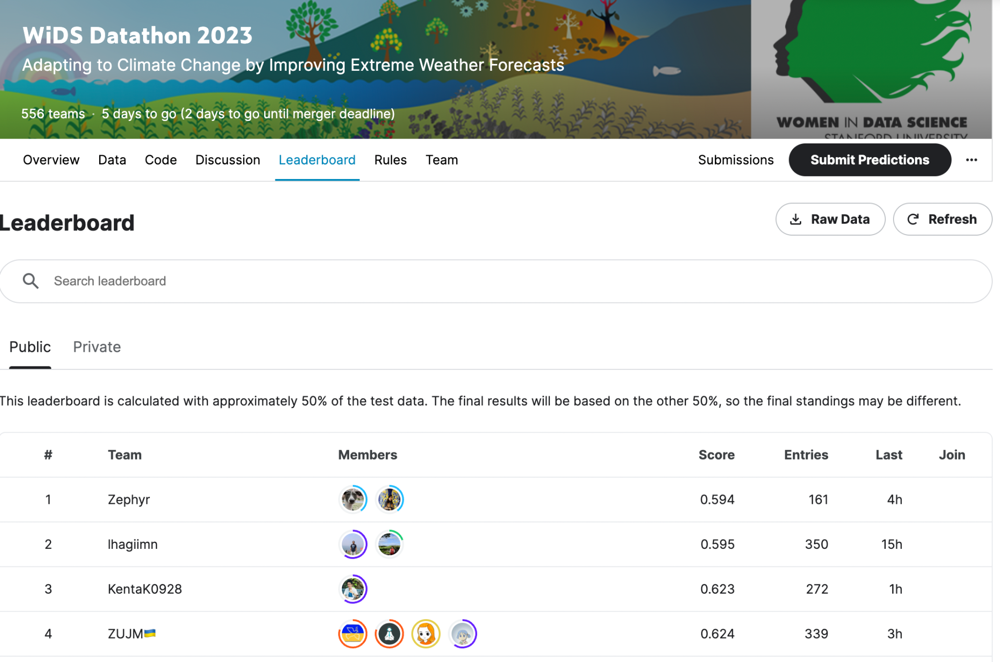 WiDS Datathon 2023
Adapting to Climate Change by Improving Extreme Weather Forecasts
556 teams · 5 days to go (2 days to go until merger deadline)
WOMEN IN DATA SCIENCE
STANFORD UNIVERSITY
Overview Data Code Discussion Leaderboard Rules Team Submissions Submit Predictions ···
Leaderboard Raw Data Refresh
Search leaderboard
Public Private
This leaderboard is calculated with approximately 50% of the test data. The final results will be based on the other 50%, so the final standings may be different.
# Team Members Score Entries Last Join
1 Zephyr 0.594 161 4h
2 lhagiimn 0.595 350 15h
3 KentaK0928 0.623 272 1h
4 ZUJM🇺🇦 0.624 339 3h